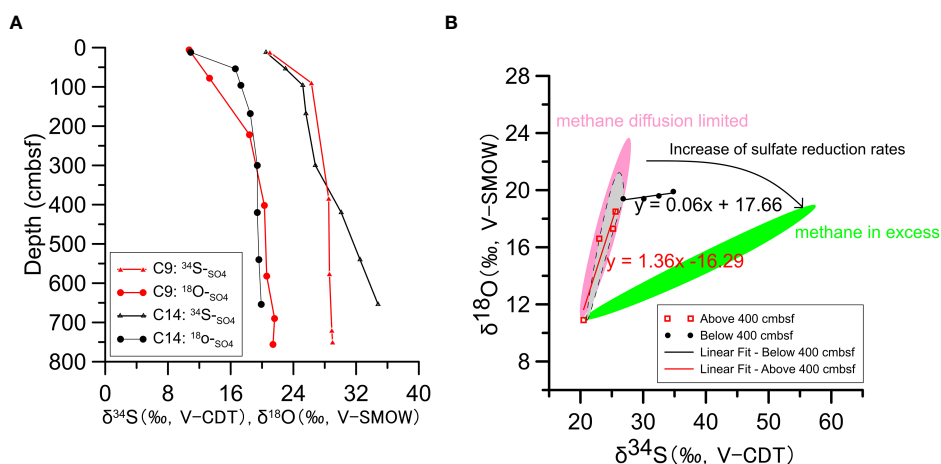 A
0
100
200
300
400
500
600
700
800
Depth (cmbsf)
C9: ³⁴S-SO4
C9: ¹⁸O-SO4
C14: ³⁴S-SO4
C14: ¹⁸o-SO4
0 8 16 24 32 40
δ³⁴S(‰, V-CDT), δ¹⁸O(‰, V-SMOW)
B
28
24
20
16
12
8
δ¹⁸O(‰, V-SMOW)
methane diffusion limited
Increase of sulfate reduction rates
y = 0.06x + 17.66
methane in excess
y = 1.36x -16.29
Above 400 cmbsf
Below 400 cmbsf
Linear Fit - Below 400 cmbsf
Linear Fit - Above 400 cmbsf
20 30 40 50 60
δ³⁴S(‰, V-CDT)